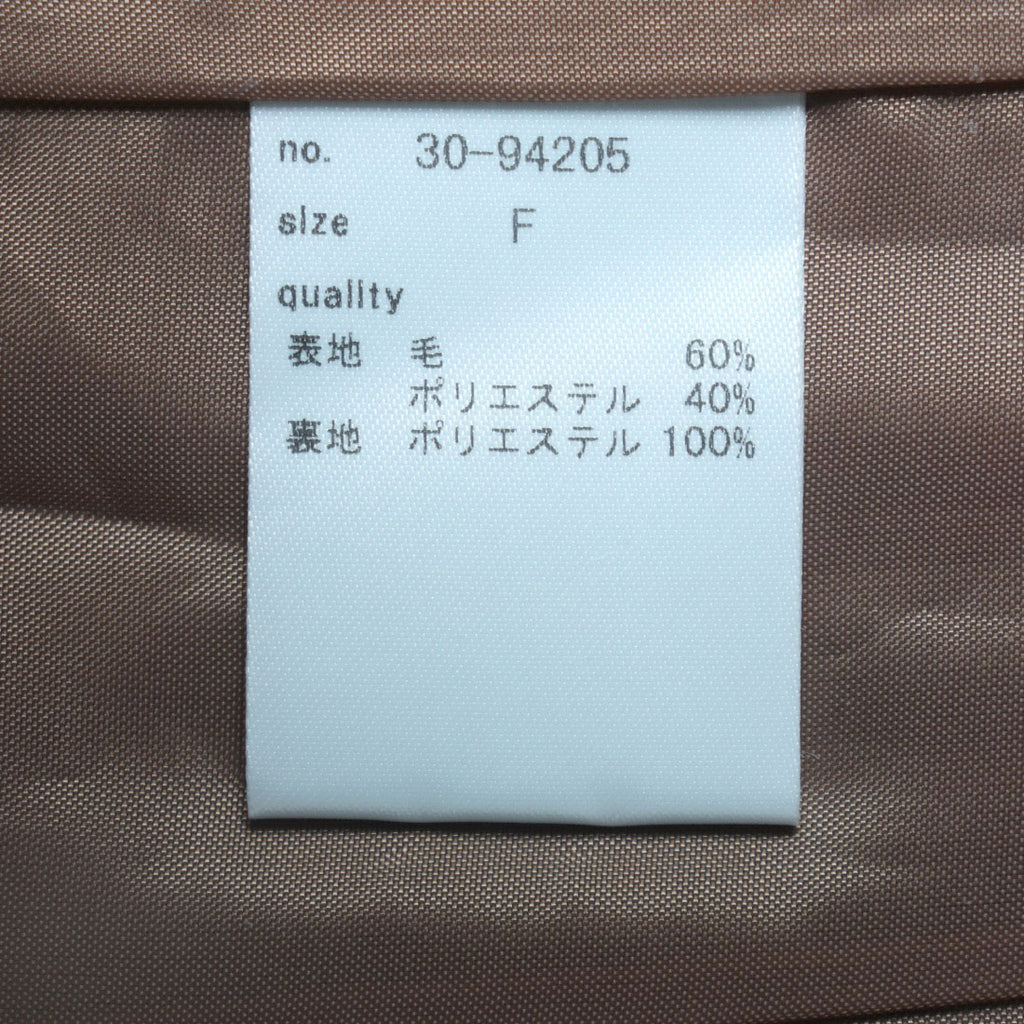 no. 30-94205
size F
quality
表地 毛 60%
ポリエステル 40%
裏地 ポリエステル 100%